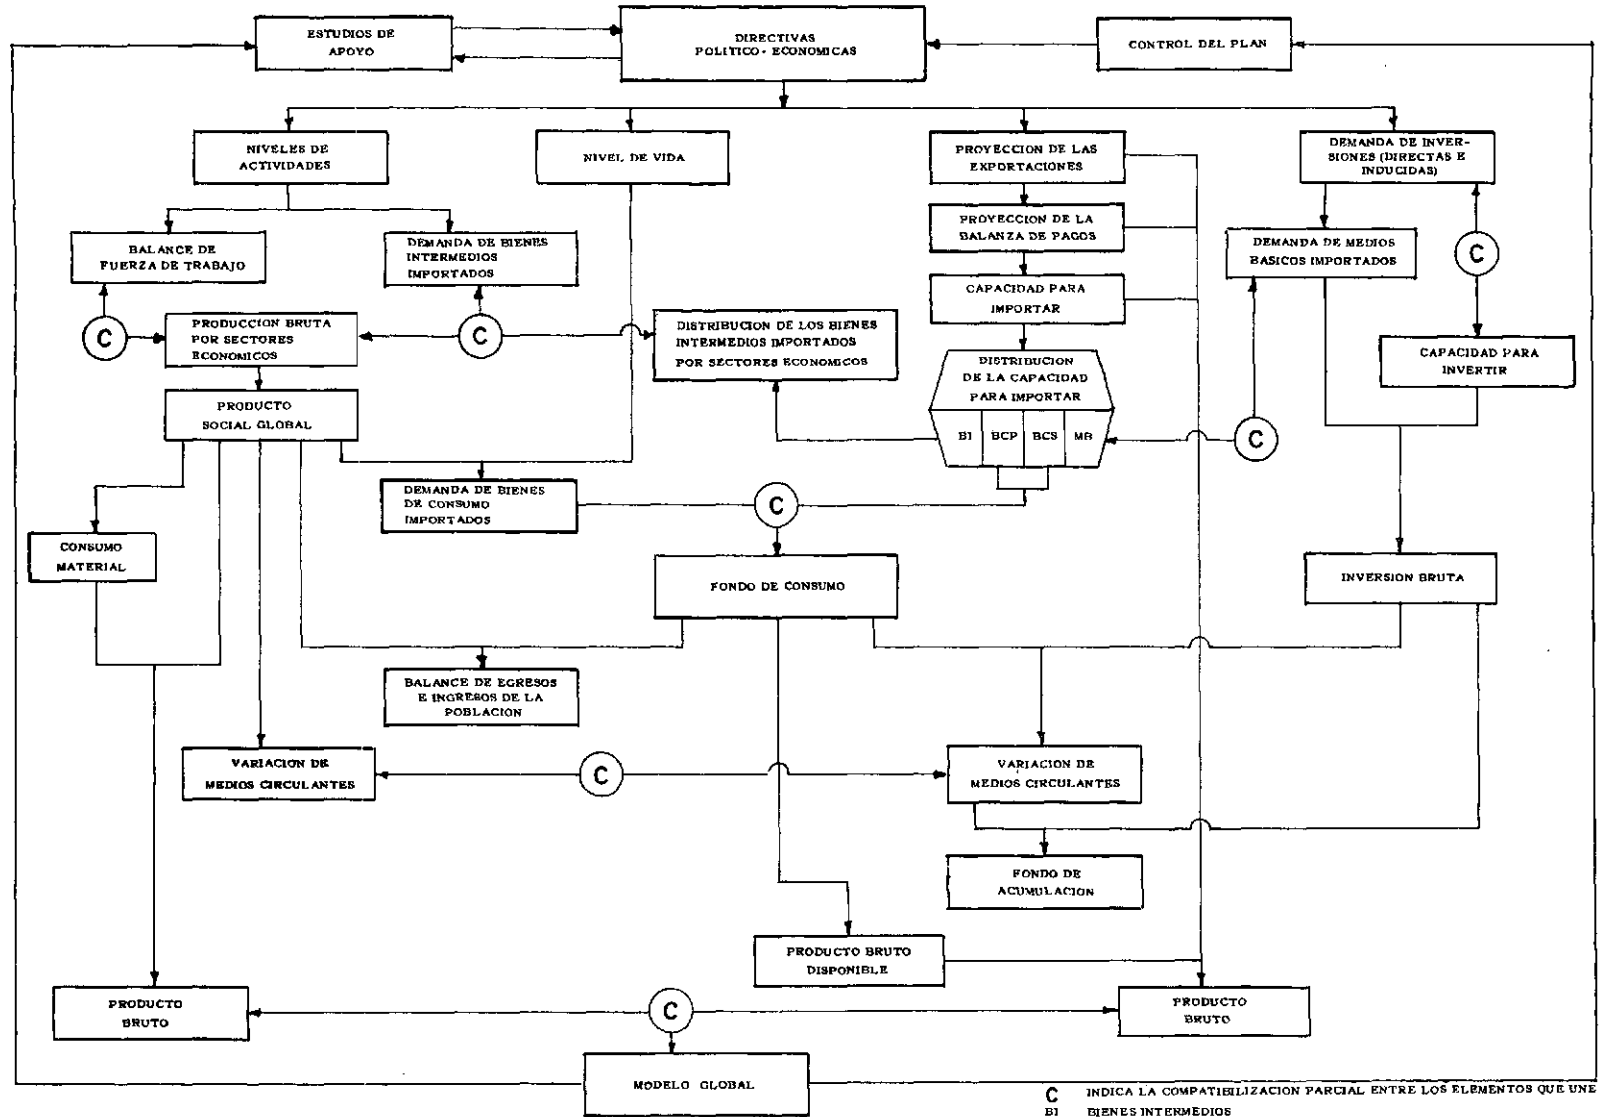 ESTUDIOS DE
APOYO
DIRECTIVAS
POLITICO - ECONOMICAS
CONTROL DEL PLAN
NIVELES DE
ACTIVIDADES
NIVEL DE VIDA
PROYECCION DE LAS
EXPORTACIONES
DEMANDA DE INVER-
SIONES (DIRECTAS E
INDUCIDAS)
BALANCE DE
FUERZA DE TRABAJO
DEMANDA DE BIENES
INTERMEDIOS
IMPORTADOS
PROYECCION DE LA
BALANZA DE PAGOS
DEMANDA DE MEDIOS
BASICOS IMPORTADOS
C
CAPACIDAD PARA
IMPORTAR
C
PRODUCCION BRUTA
POR SECTORES
ECONOMICOS
C
DISTRIBUCION DE LOS BIENES
INTERMEDIOS IMPORTADOS
POR SECTORES ECONOMICOS
DISTRIBUCION
DE LA CAPACIDAD
PARA IMPORTAR
CAPACIDAD PARA
INVERTIR
PRODUCTO
SOCIAL GLOBAL
BI BCP BCS MB
C
DEMANDA DE BIENES
DE CONSUMO
IMPORTADOS
C
CONSUMO
MATERIAL
FONDO DE CONSUMO
INVERSION BRUTA
BALANCE DE EGRESOS
E INGRESOS DE LA
POBLACION
VARIACION DE
MEDIOS CIRCULANTES
C
VARIACION DE
MEDIOS CIRCULANTES
FONDO DE
ACUMULACION
PRODUCTO BRUTO
DISPONIBLE
PRODUCTO
BRUTO
C
PRODUCTO
BRUTO
MODELO GLOBAL
C INDICA LA COMPATIBILIZACION PARCIAL ENTRE LOS ELEMENTOS QUE UNE
BI BIENES INTERMEDIOS